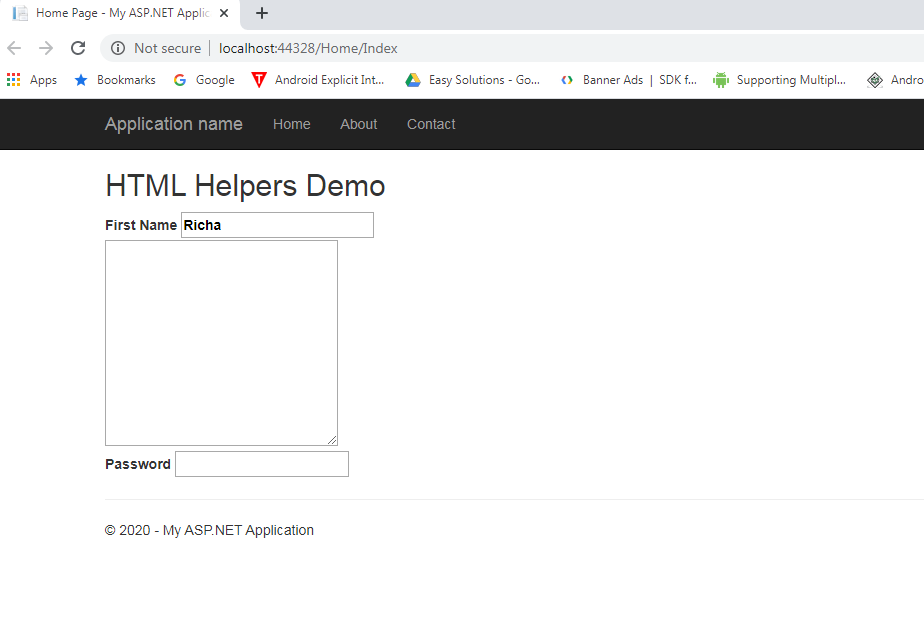 Home Page - My ASP.NET Applic
Not secure | localhost:44328/Home/Index
Apps Bookmarks Google Android Explicit Int... Easy Solutions - Go... Banner Ads | SDK f... Supporting Multipl... Andro
Application name Home About Contact
HTML Helpers Demo
First Name Richa
Password
© 2020 - My ASP.NET Application